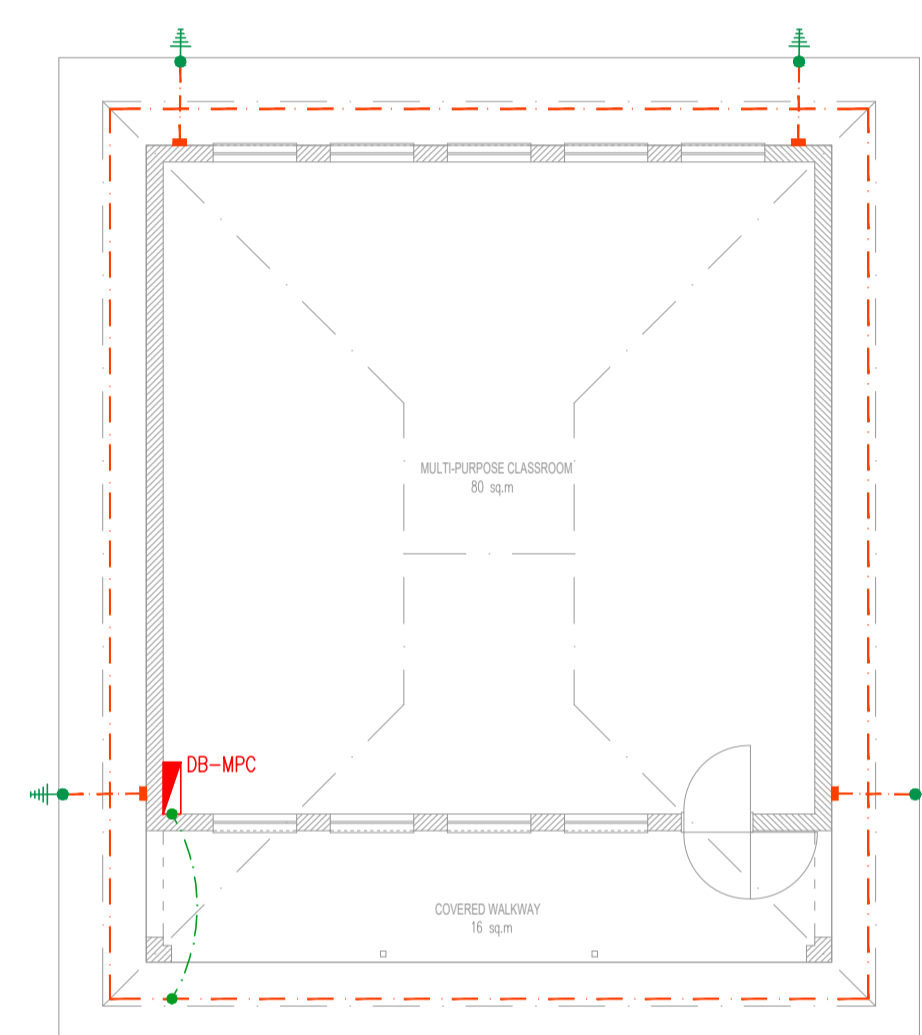 MULTI-PURPOSE CLASSROOM
80 sq.m
DB-MPC
COVERED WALKWAY
16 sq.m